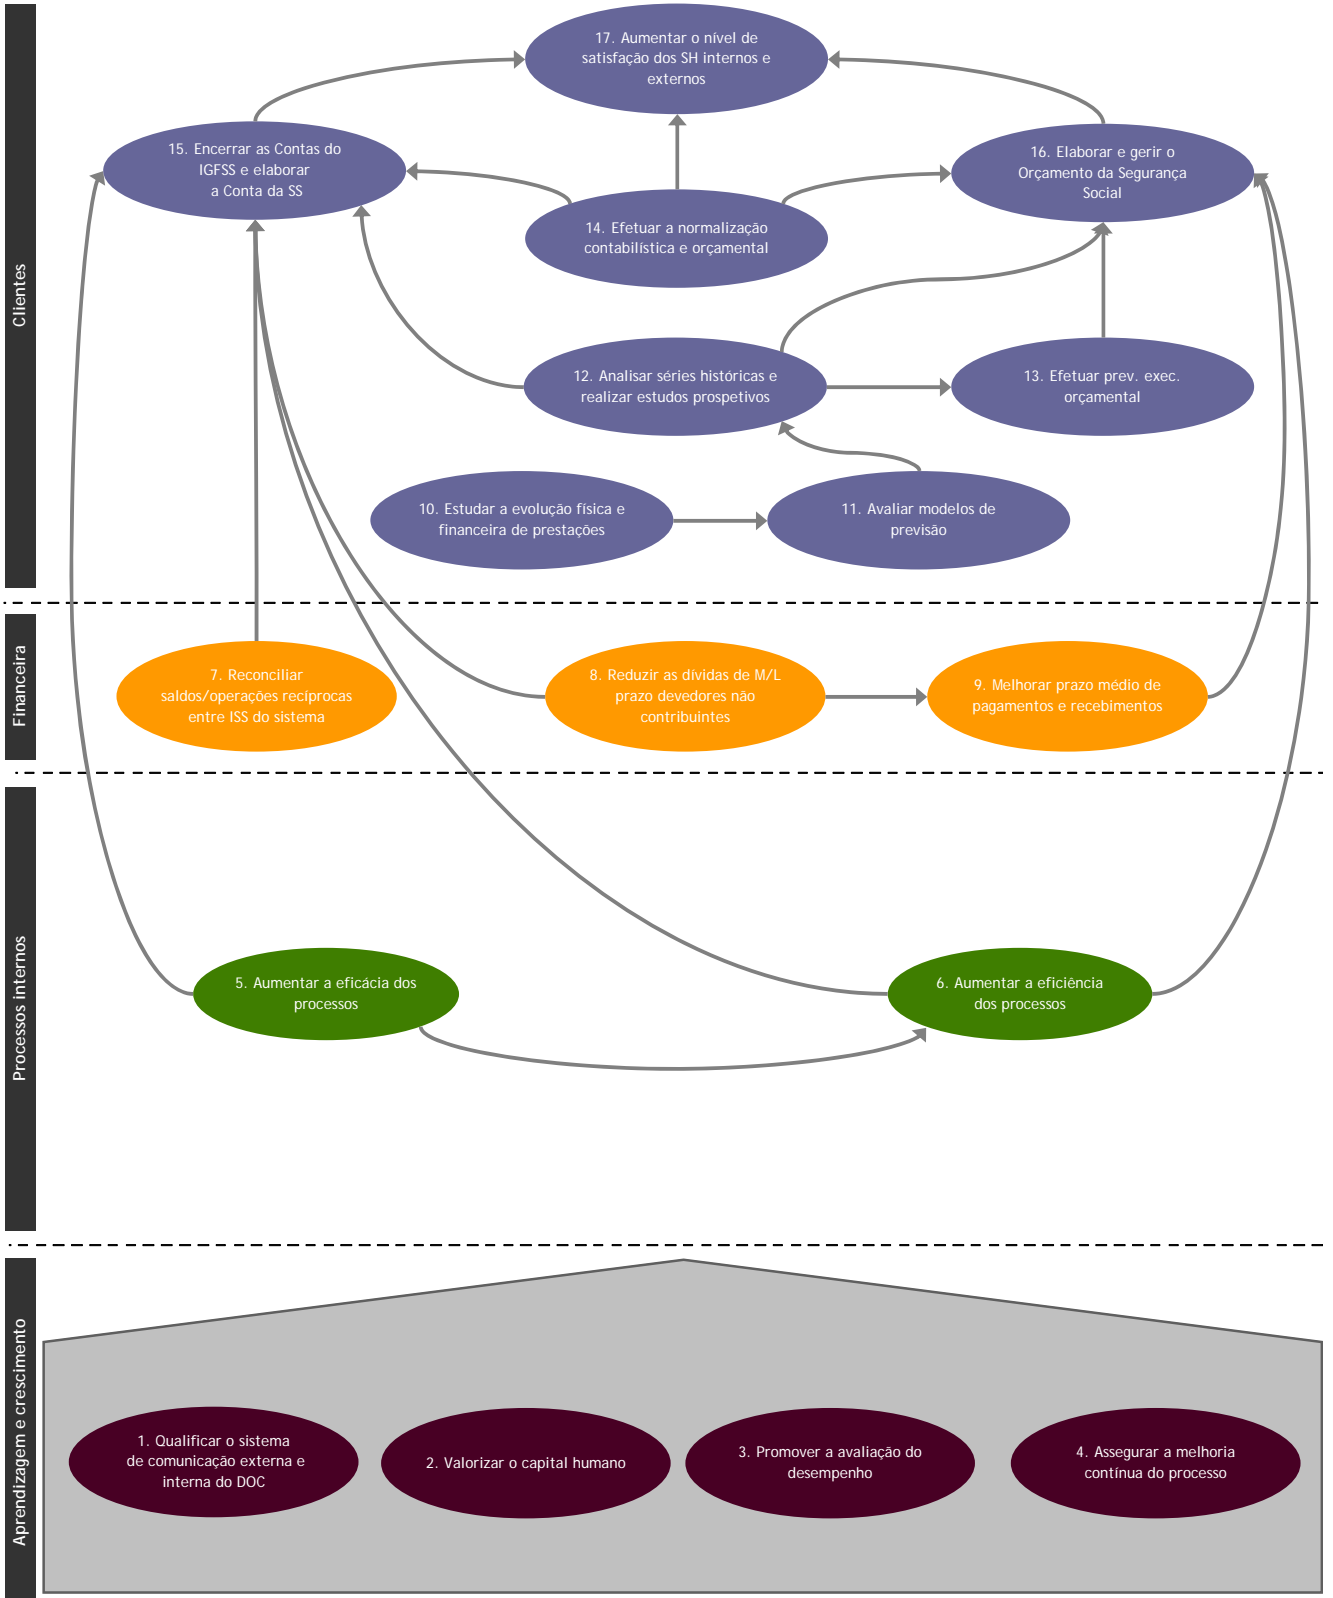 Clientes
17. Aumentar o nível de
satisfação dos SH internos e
externos
15. Encerrar as Contas do
IGFSS e elaborar
a Conta da SS
16. Elaborar e gerir o
Orçamento da Segurança
Social
14. Efetuar a normalização
contabilística e orçamental
12. Analisar séries históricas e
realizar estudos prospetivos
13. Efetuar prev. exec.
orçamental
10. Estudar a evolução física e
financeira de prestações
11. Avaliar modelos de
previsão
Financeira
7. Reconciliar
saldos/operações recíprocas
entre ISS do sistema
8. Reduzir as dívidas de M/L
prazo devedores não
contribuintes
9. Melhorar prazo médio de
pagamentos e recebimentos
Processos internos
5. Aumentar a eficácia dos
processos
6. Aumentar a eficiência
dos processos
Aprendizagem e crescimento
1. Qualificar o sistema
de comunicação externa e
interna do DOC
2. Valorizar o capital humano
3. Promover a avaliação do
desempenho
4. Assegurar a melhoria
contínua do processo